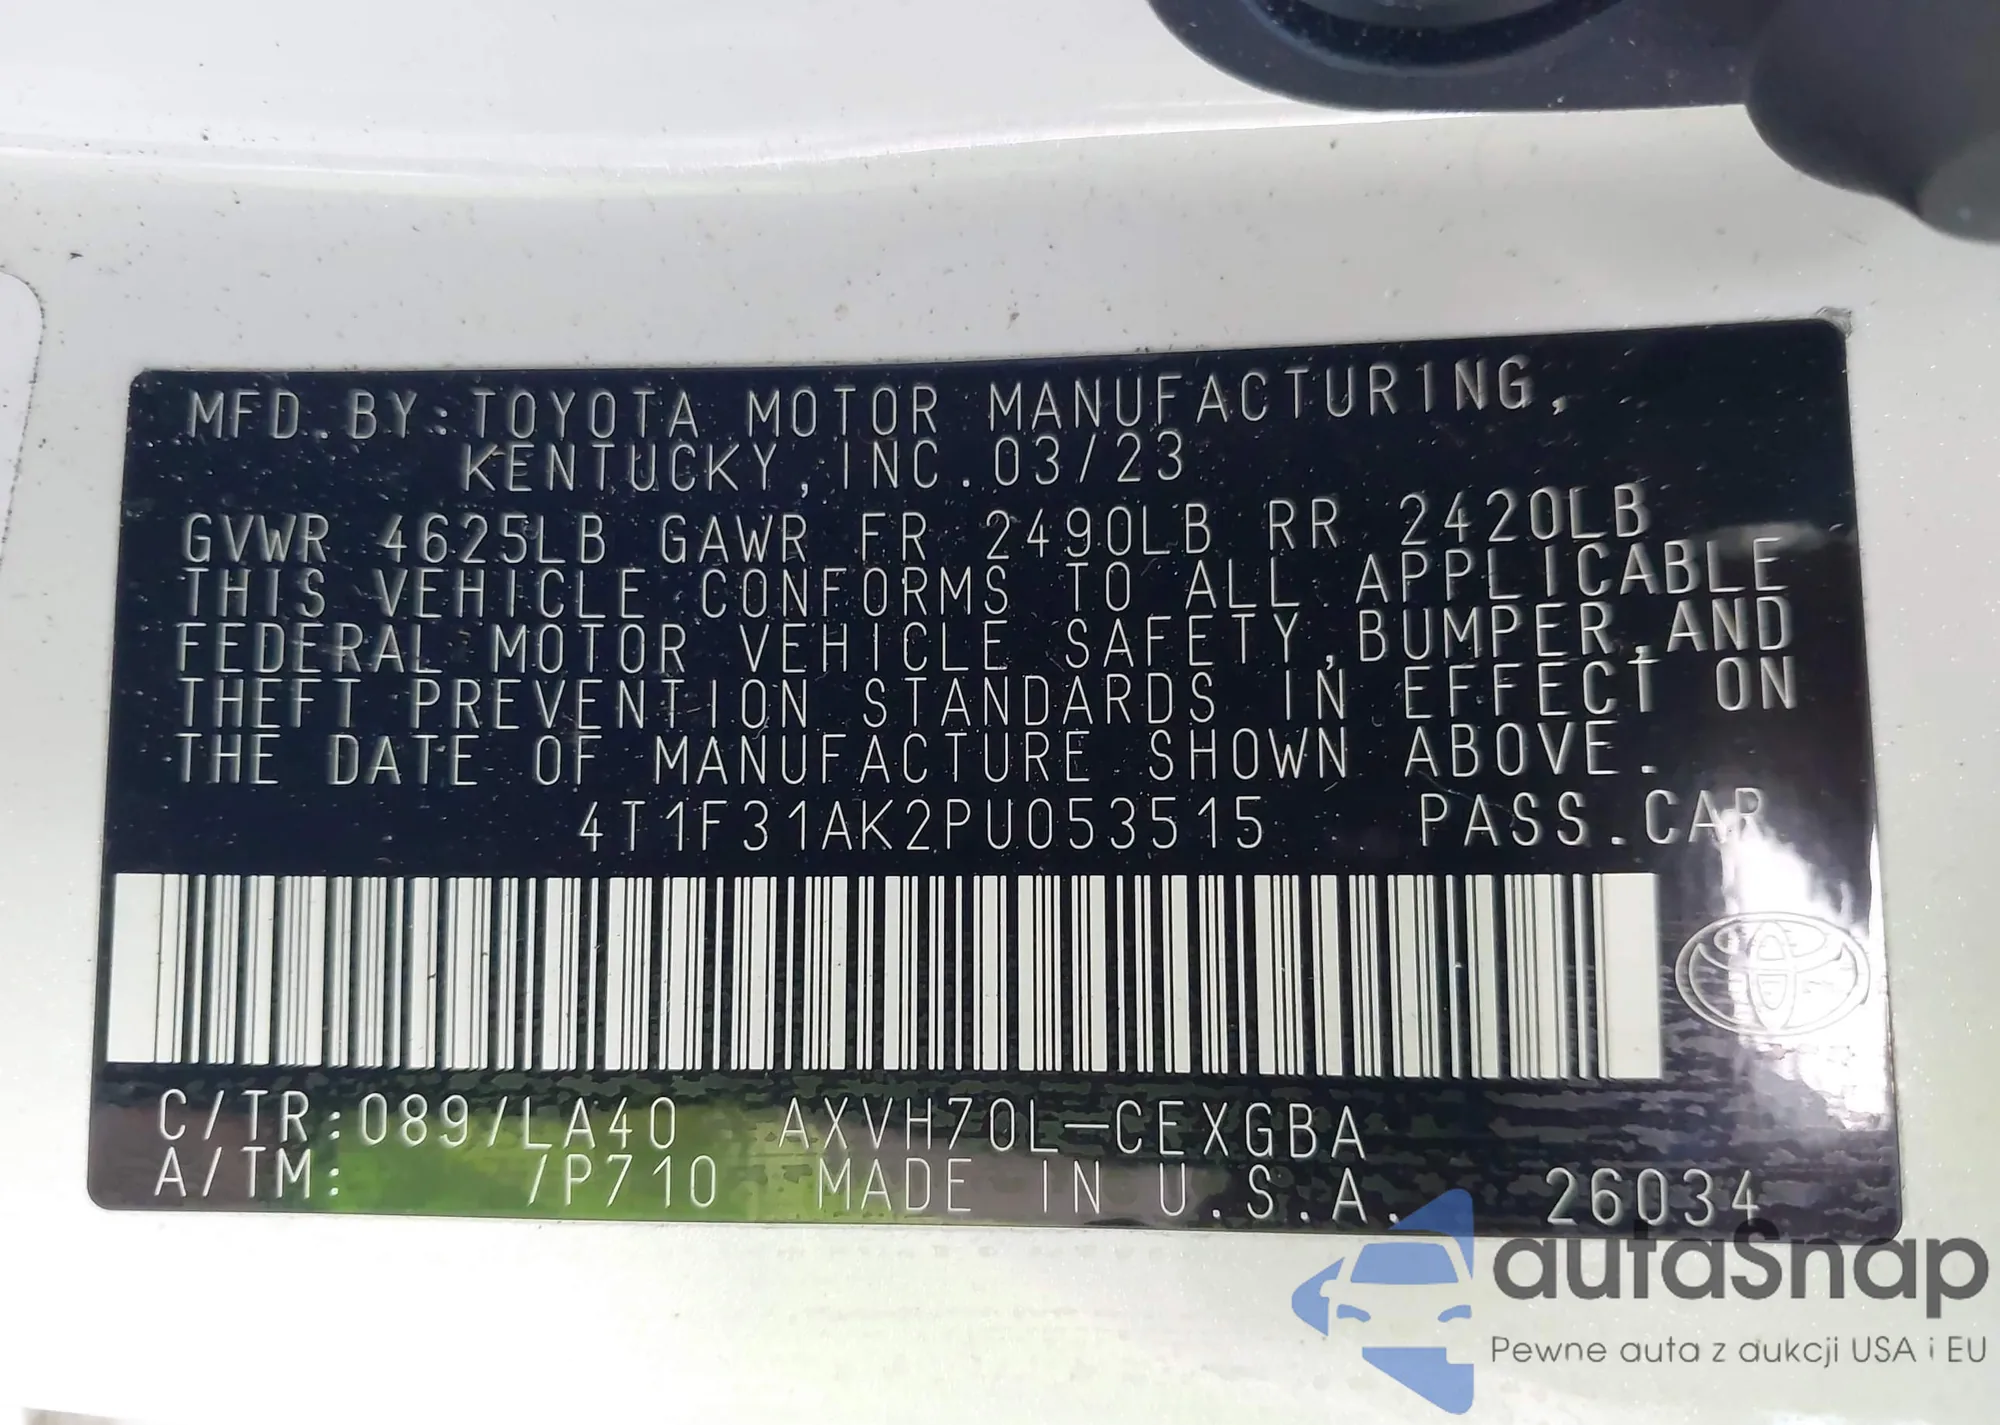 MFD. BY: TOYOTA MOTOR MANUFACTUR1NG,
KENTUCKY, INC. 03/23
GVWR 4625LB GAWR FR 2490LB RR 2420LB
THIS VEHICLE CONFORMS TO ALL APPLICABLE
FEDERAL MOTOR VEHICLE SAFETY, BUMPER, AND
THEFT PREVENTION STANDARDS IN EFFECT ON
THE DATE OF MANUFACTURE SHOWN ABOVE.
4T1F31AK2PU053515 PASS. CAR
C/TR: 089/LA40 AXVH70L-CEXGBA
A/TM: /P710 MADE IN U.S.A. 26034
autaSnap
Pewne auta z aukcji USA i EU